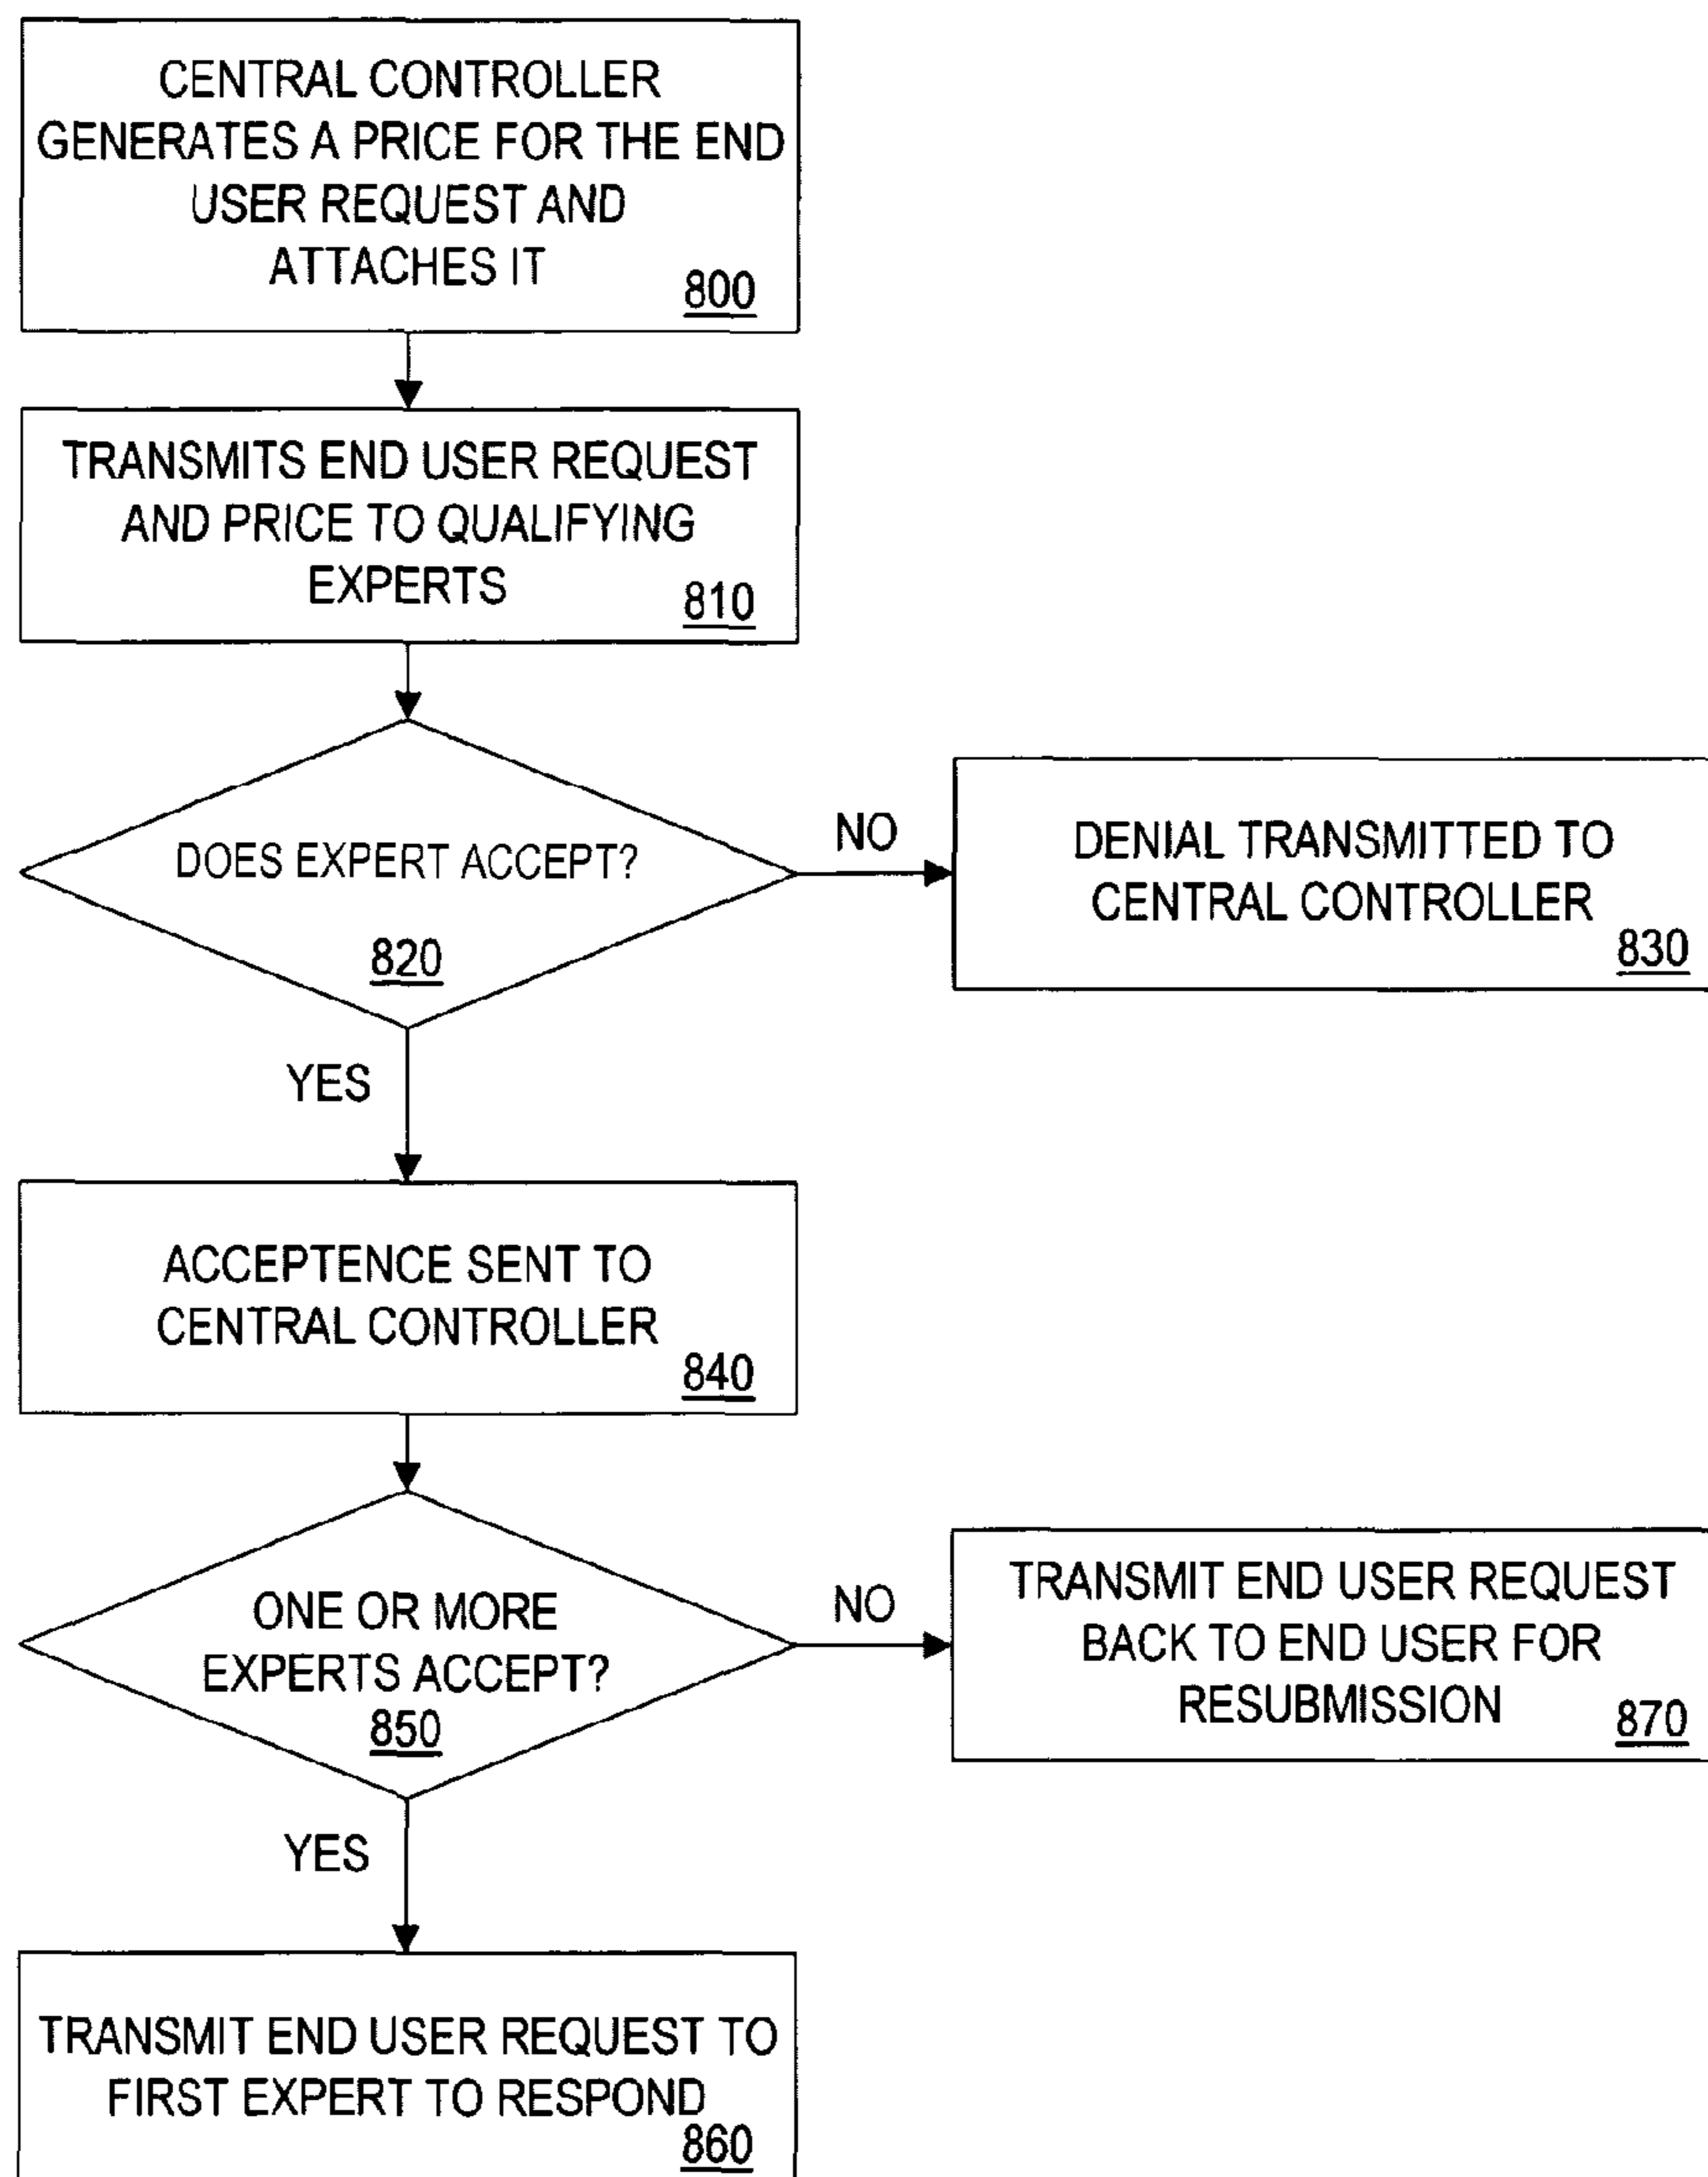 CENTRAL CONTROLLER
GENERATES A PRICE FOR THE END
USER REQUEST AND
ATTACHES IT
800
TRANSMITS END USER REQUEST
AND PRICE TO QUALIFYING
EXPERTS
810
DOES EXPERT ACCEPT?
820
NO
DENIAL TRANSMITTED TO
CENTRAL CONTROLLER
830
YES
ACCEPTENCE SENT TO
CENTRAL CONTROLLER
840
ONE OR MORE
EXPERTS ACCEPT?
850
NO
TRANSMIT END USER REQUEST
BACK TO END USER FOR
RESUBMISSION
870
YES
TRANSMIT END USER REQUEST TO
FIRST EXPERT TO RESPOND
860